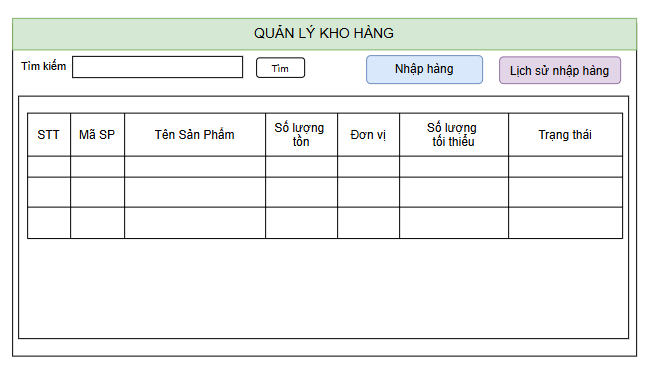 QUẢN LÝ KHO HÀNG
Tìm kiếm
Tìm
Nhập hàng
Lịch sử nhập hàng
STT
Mã SP
Tên Sản Phẩm
Số lượng
tồn
Đơn vị
Số lượng
tối thiểu
Trạng thái